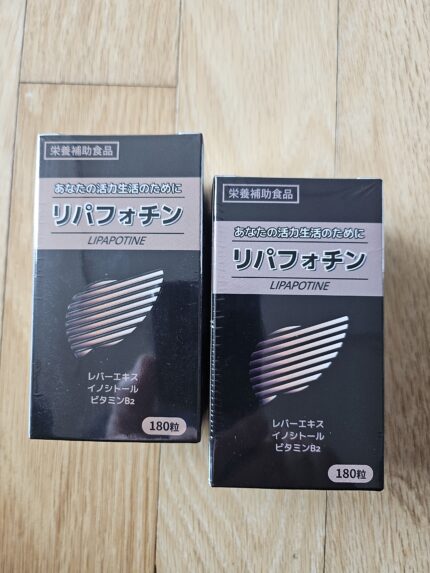 栄養補助食品
あなたの活力生活のために
リパフォチン
LIPAPOTINE
レバーエキス
イノシトール
ビタミンB2
180粒
栄養補助食品
あなたの活力生活のために
リパフォチン
LIPAPOTINE
レバーエキス
イノシトール
ビタミンB2
180粒